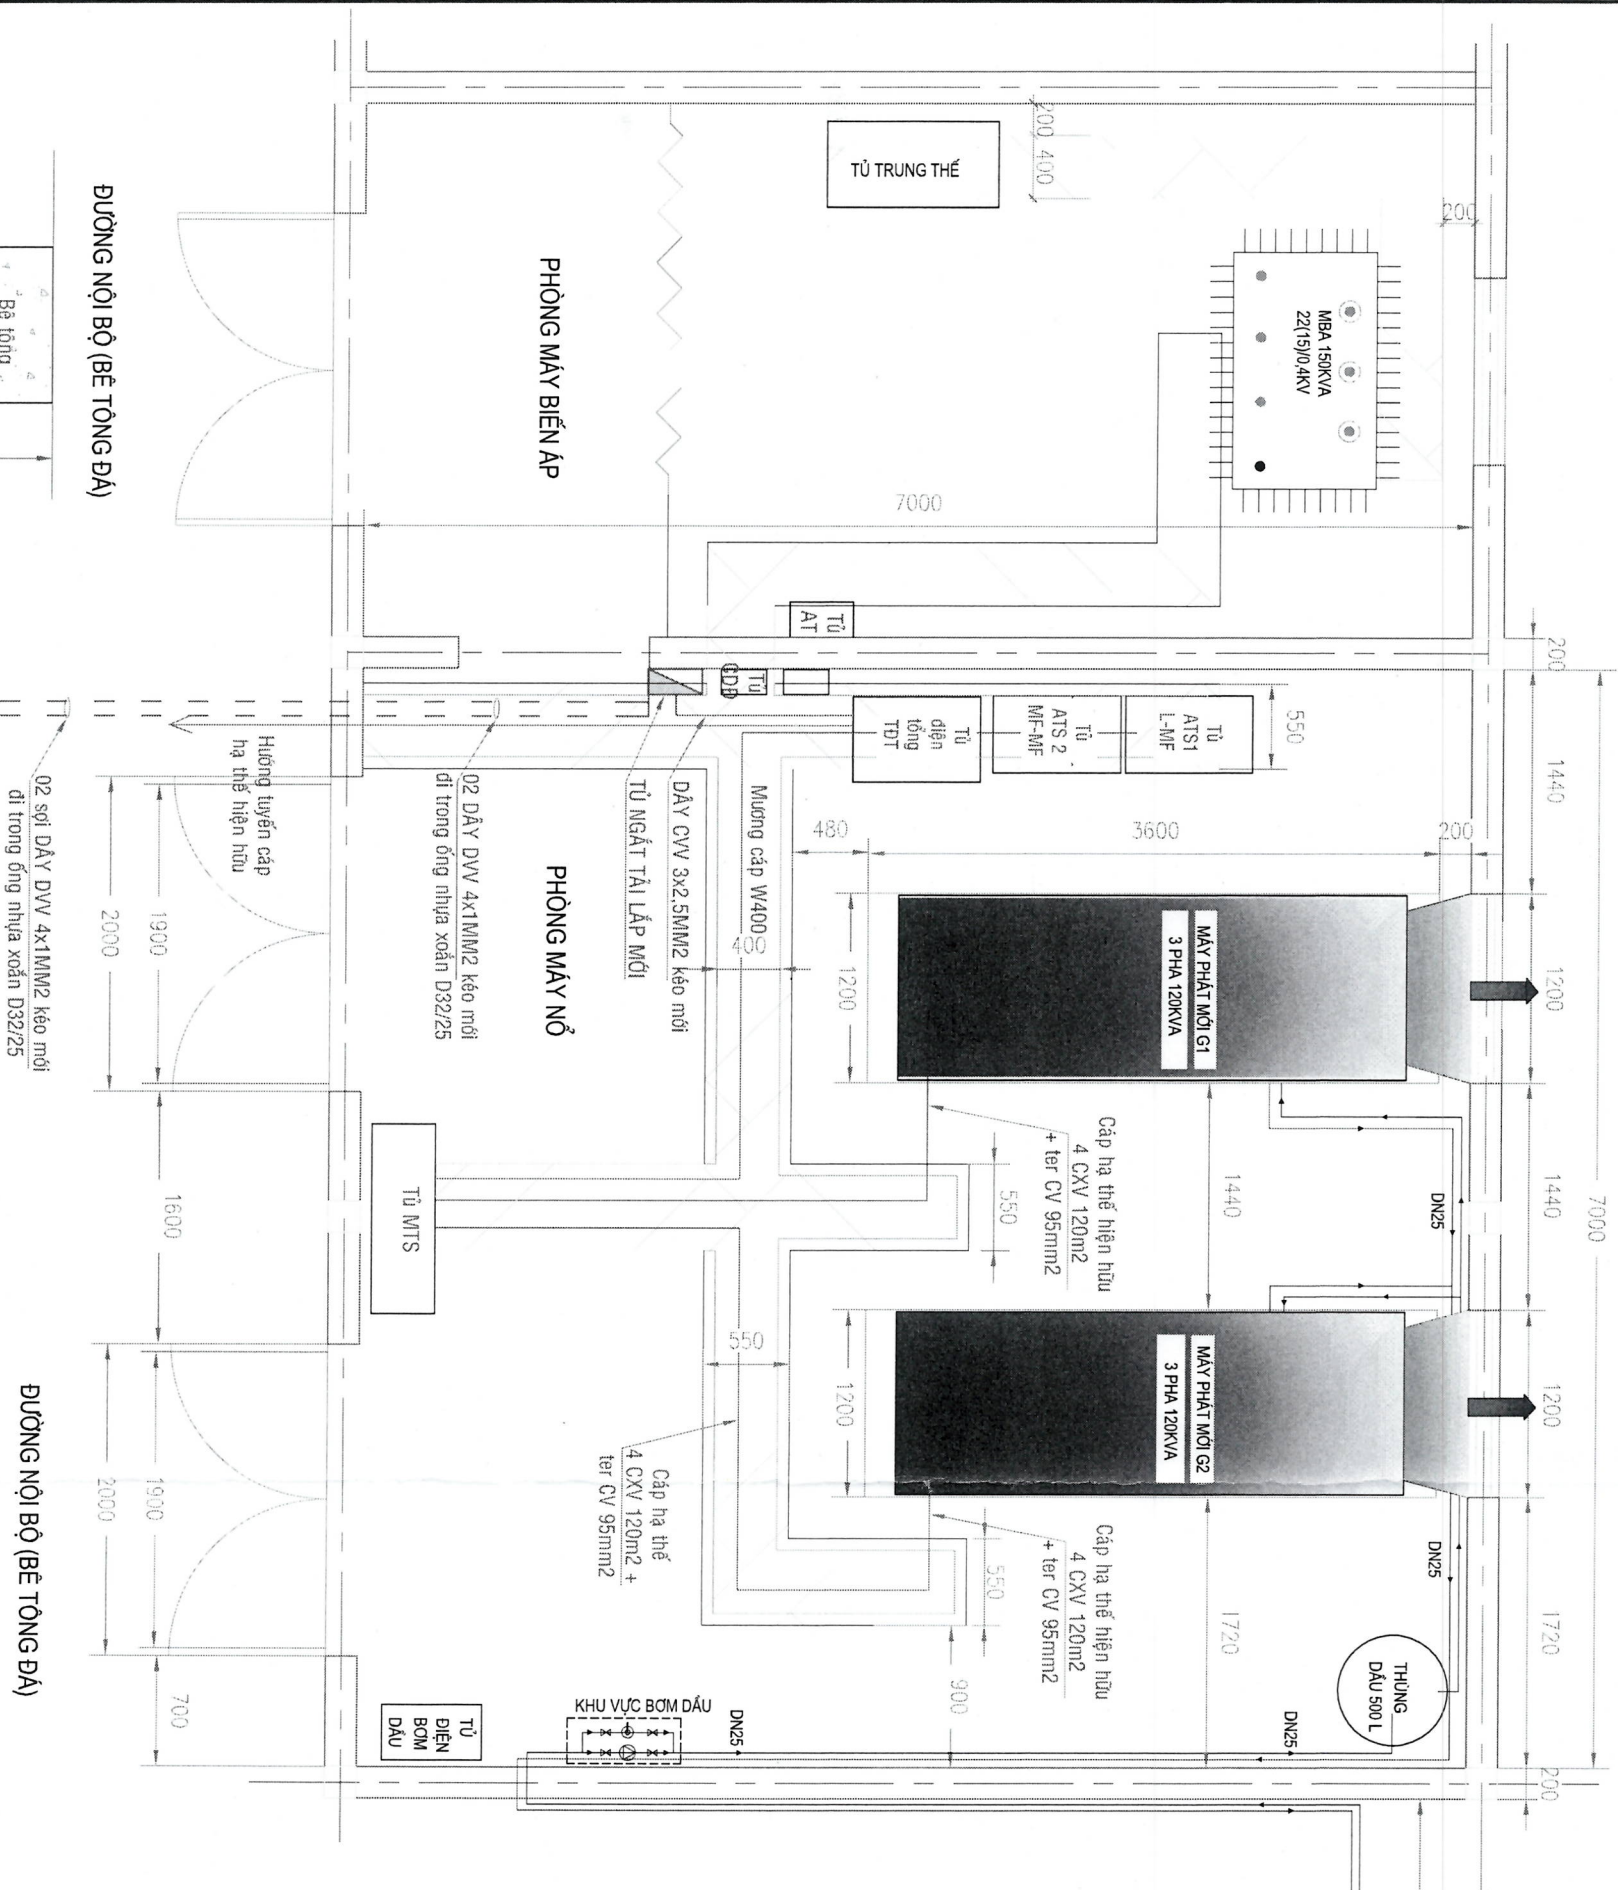 200
400
TỦ TRUNG THẾ
200
MBA 150KVA
22(15)/0,4KV
PHÒNG MÁY BIẾN ÁP
ĐƯỜNG NỘI BỘ (BÊ TÔNG ĐÁ)
Bê tông
7000
Tủ
AT
Tủ
CDP
200
550
Tủ
ATS1
L-MF
Tủ
ATS 2
MF-MF
Tủ
điện
tổng
TĐT
1440
480
3600
200
Hướng tuyến cáp
hạ thế hiện hữu
02 sợi DÂY DVV 4x1MM2 kéo mới
đi trong ống nhựa xoắn D32/25
02 DÂY DVV 4x1MM2 kéo mới
đi trong ống nhựa xoắn D32/25
TỦ NGẮT TẢI LẮP MỚI
DÂY CVV 3x2,5MM2 kéo mới
Mương cáp W400
400
PHÒNG MÁY NỔ
1900
2000
1200
MÁY PHÁT MỚI G1
3 PHA 120KVA
1200
Cáp hạ thế hiện hữu
4 CXV 120m2
+ ter CV 95mm2
550
1440
DN25
1440
7000
Tủ MTS
1600
550
1200
MÁY PHÁT MỚI G2
3 PHA 120KVA
1200
Cáp hạ thế
4 CXV 120m2 +
ter CV 95mm2
Cáp hạ thế hiện hữu
4 CXV 120m2
+ ter CV 95mm2
550
1900
2000
ĐƯỜNG NỘI BỘ (BÊ TÔNG ĐÁ)
DN25
1720
1720
900
THÙNG
DẦU 500 L
700
TỦ
ĐIỆN
BƠM
DẦU
KHU VỰC BƠM DẦU
DN25
DN25
200